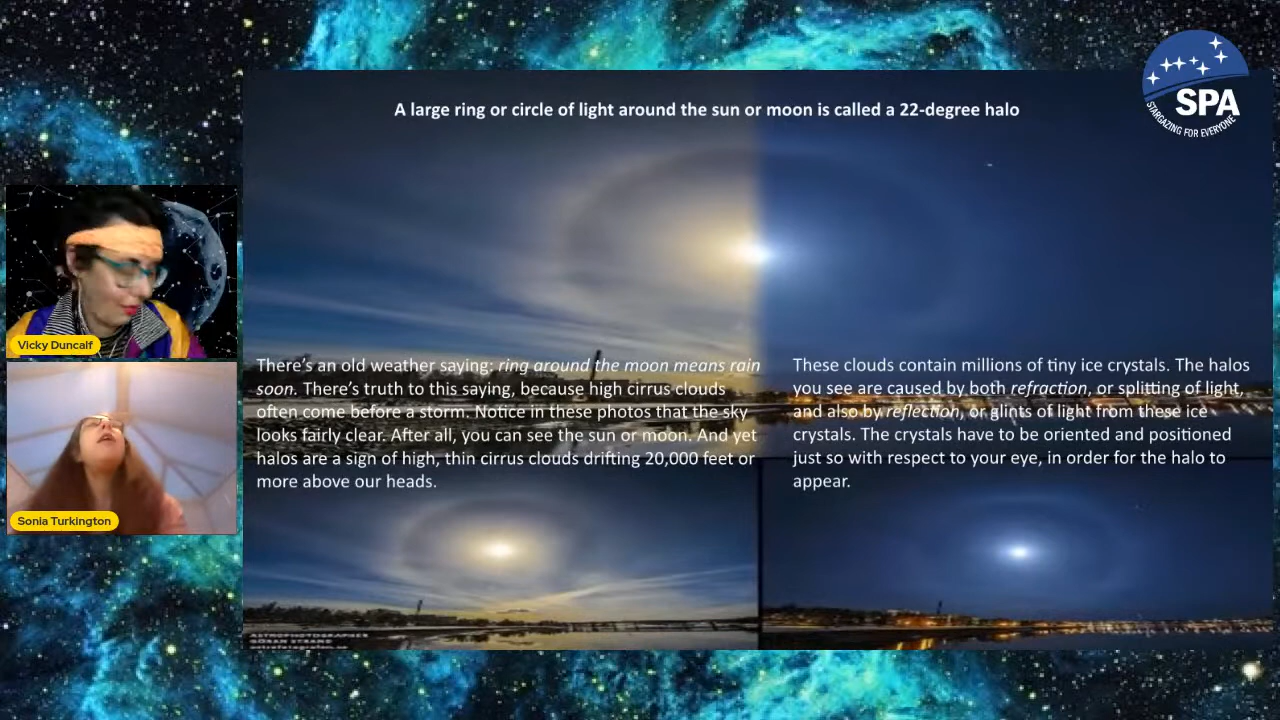 A large ring or circle of light around the sun or moon is called a 22-degree halo
SPA
STARGAZING FOR EVERYONE
There's an old weather saying: ring around the moon means rain
soon. There's truth to this saying, because high cirrus clouds
often come before a storm. Notice in these photos that the sky
looks fairly clear. After all, you can see the sun or moon. And yet
halos are a sign of high, thin cirrus clouds drifting 20,000 feet or
more above our heads.
These clouds contain millions of tiny ice crystals. The halos
you see are caused by both refraction, or splitting of light,
and also by reflection, or glints of light from these ice
crystals. The crystals have to be oriented and positioned
just so with respect to your eye, in order for the halo to
appear.
Vicky Duncalf
Sonia Turkington
ASTROPHOTOGRAPHER
GÖRAN STRAND
astrofotografen.se